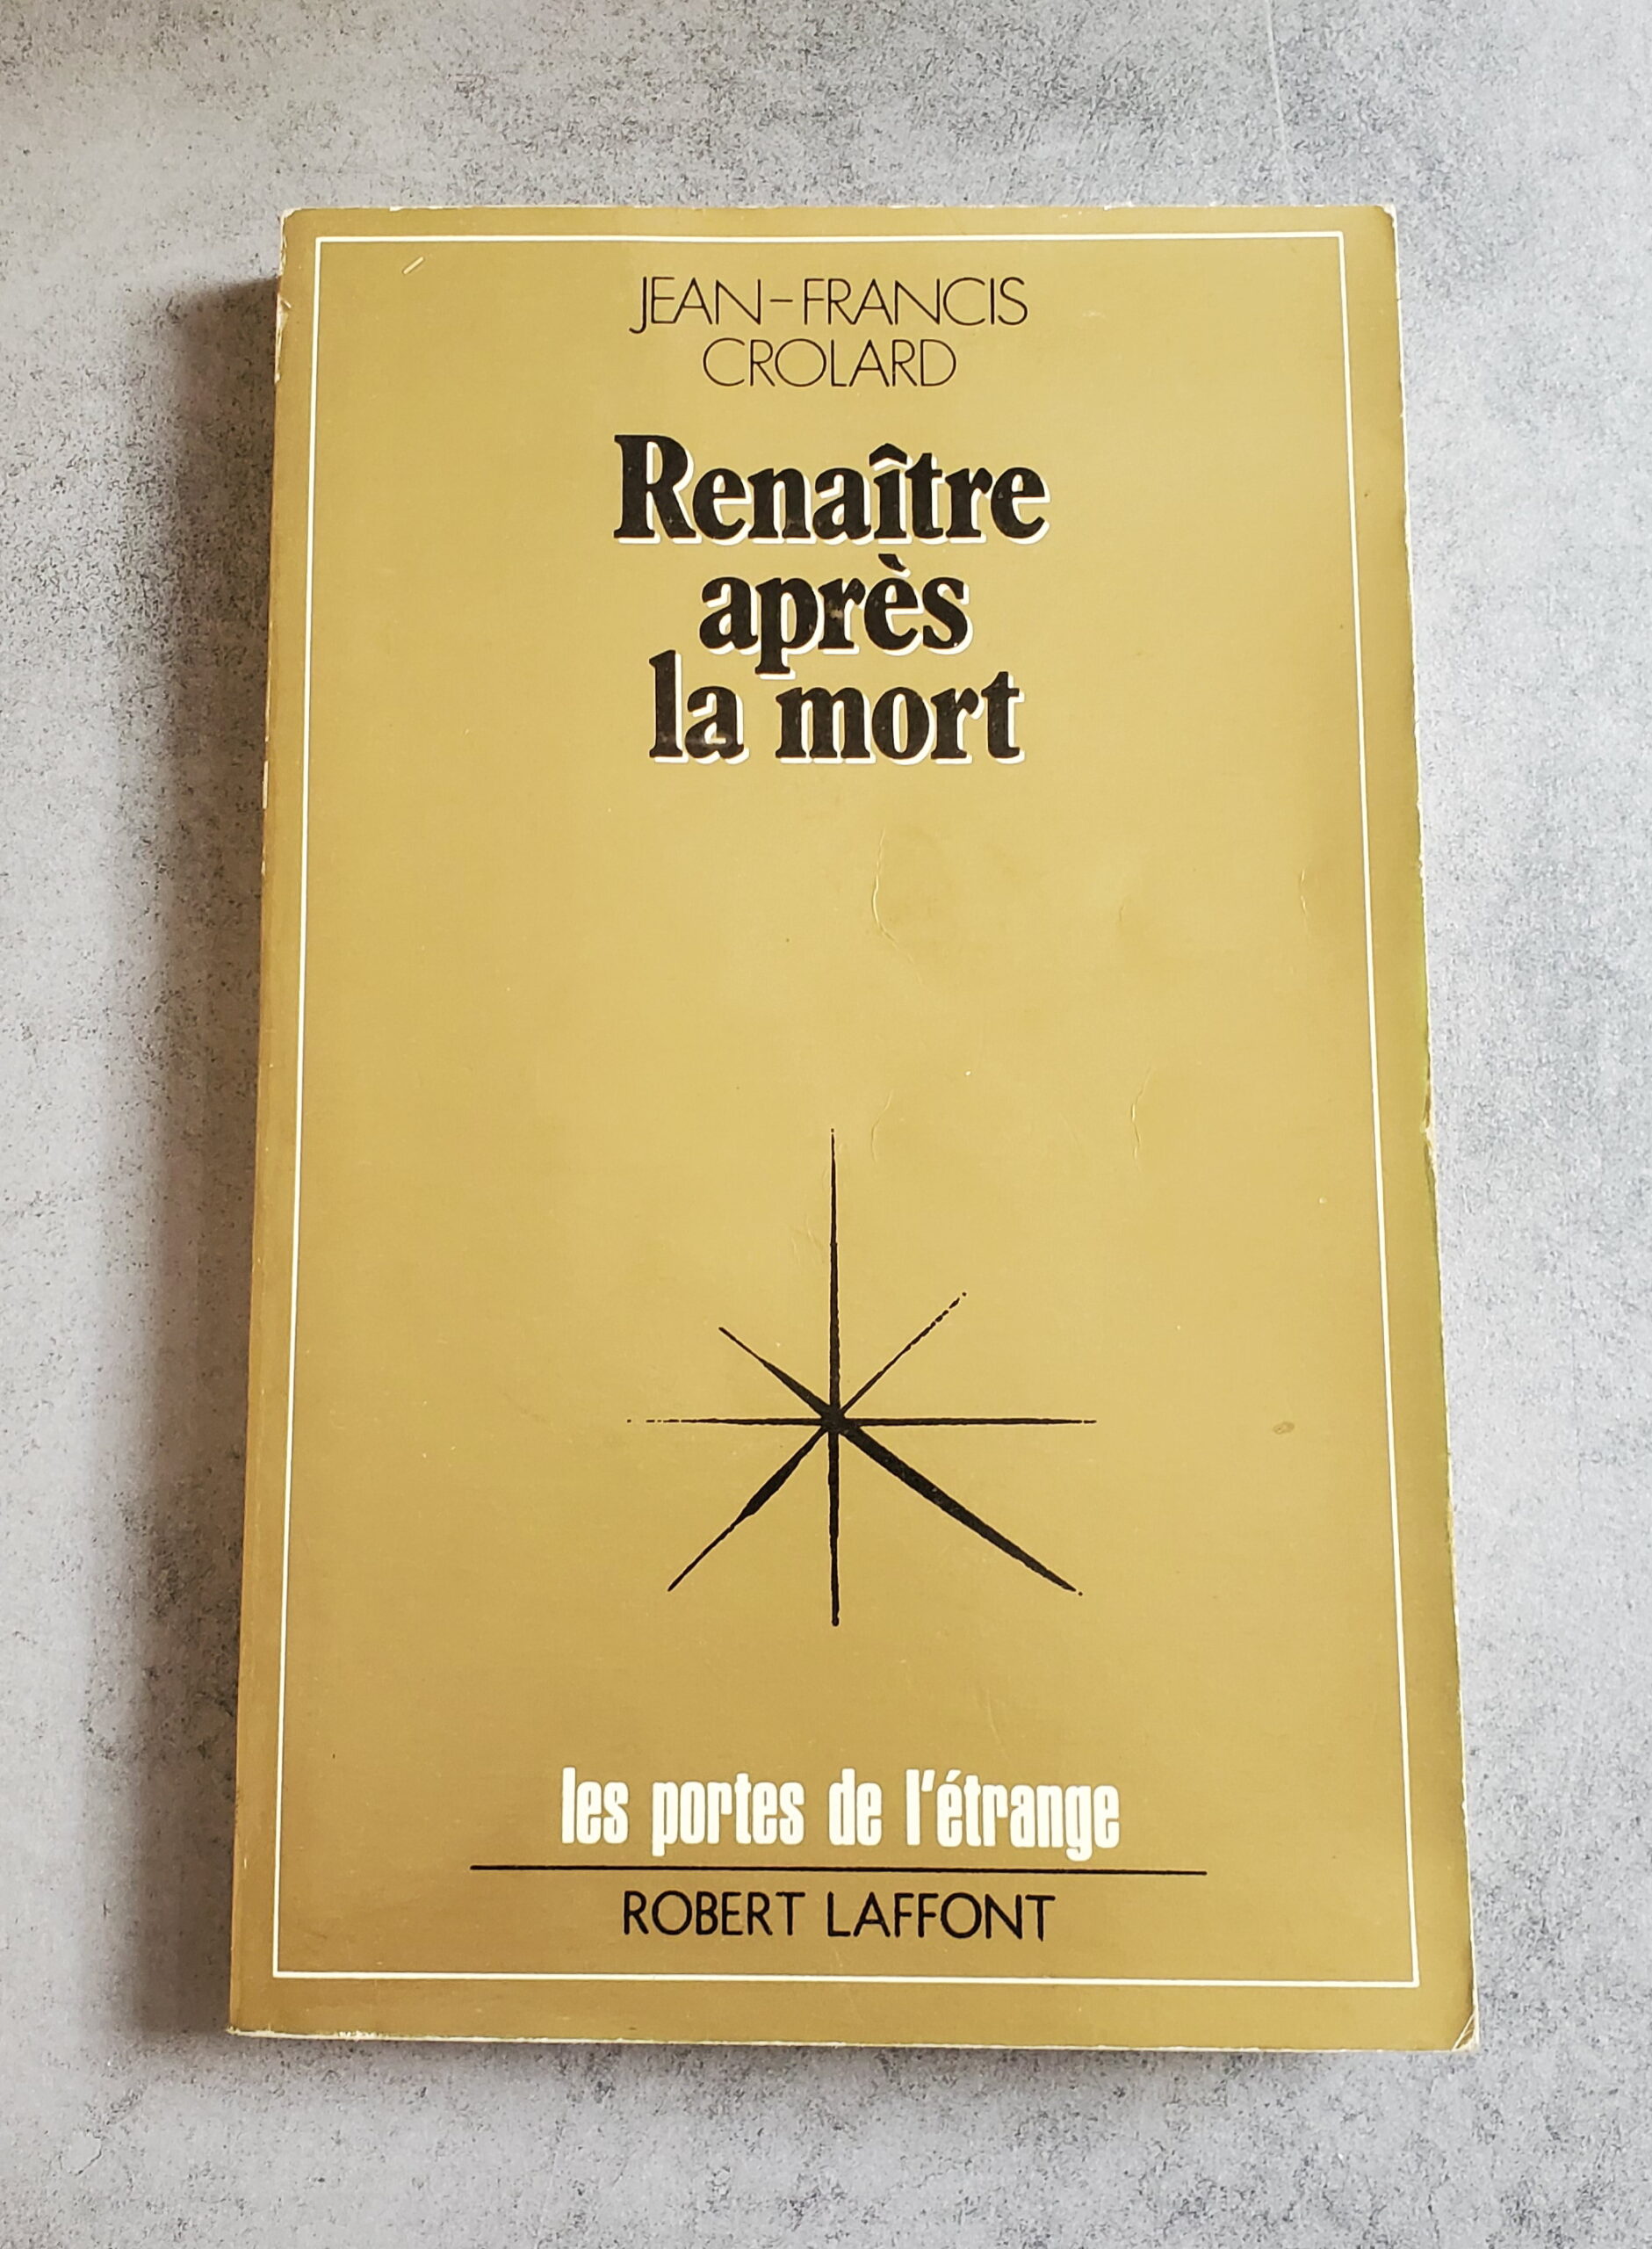 JEAN-FRANCIS
CROLARD
Renaître
après
la mort
les portes de l'étrange
ROBERT LAFFONT